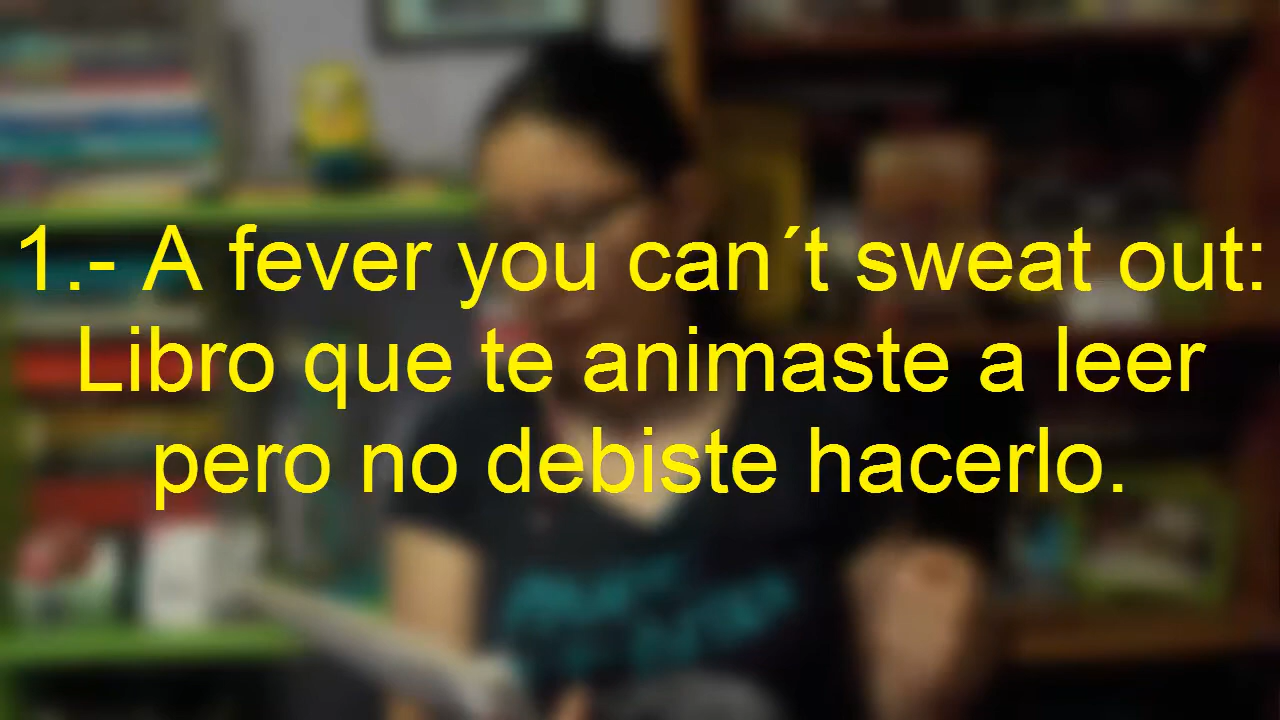 1.- A fever you can´t sweat out:
Libro que te animaste a leer
pero no debiste hacerlo.